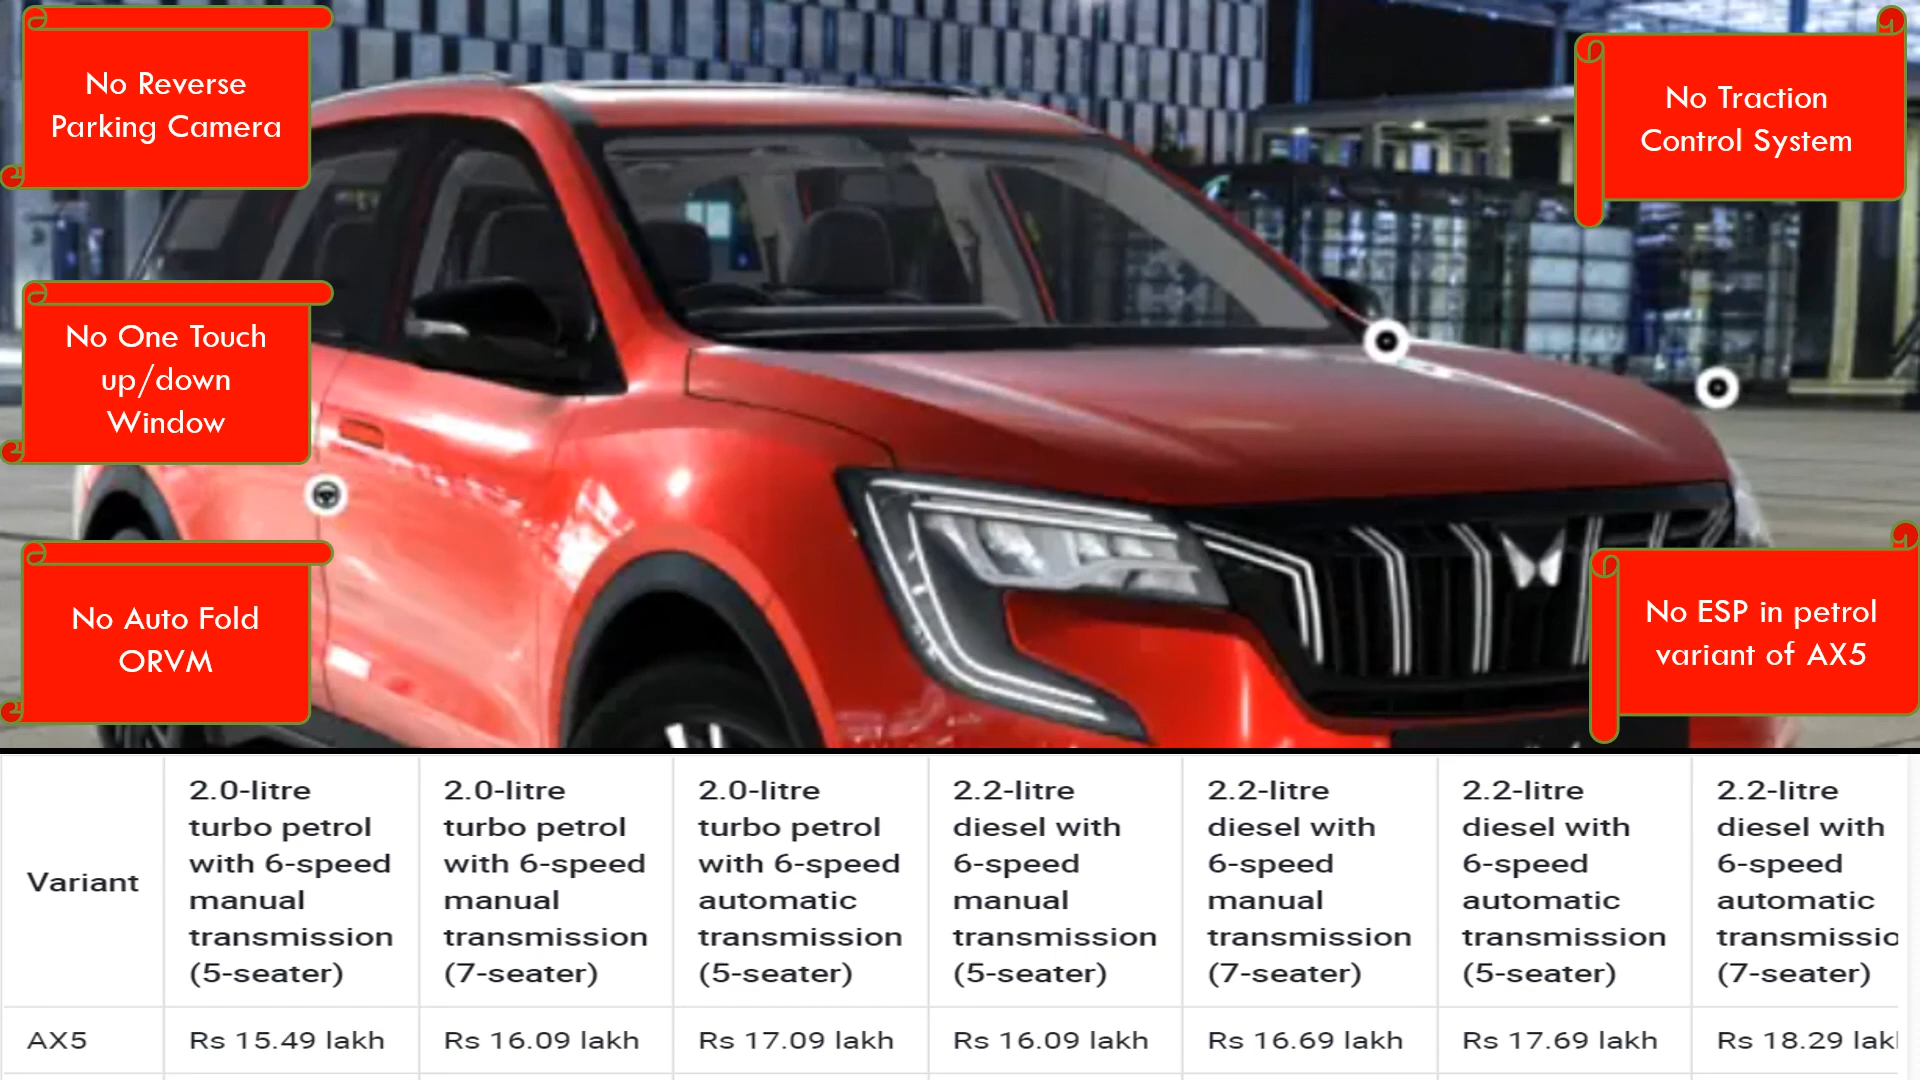 No Reverse
Parking Camera
No Traction
Control System
No One Touch
up/down
Window
No Auto Fold
ORVM
No ESP in petrol
variant of AX5
Variant
2.0-litre
turbo petrol
with 6-speed
manual
transmission
(5-seater)
2.0-litre
turbo petrol
with 6-speed
manual
transmission
(7-seater)
2.0-litre
turbo petrol
with 6-speed
automatic
transmission
(5-seater)
2.2-litre
diesel with
6-speed
manual
transmission
(5-seater)
2.2-litre
diesel with
6-speed
manual
transmission
(7-seater)
2.2-litre
diesel with
6-speed
automatic
transmission
(5-seater)
2.2-litre
diesel with
6-speed
automatic
transmissio
(7-seater)
AX5
Rs 15.49 lakh
Rs 16.09 lakh
Rs 17.09 lakh
Rs 16.09 lakh
Rs 16.69 lakh
Rs 17.69 lakh
Rs 18.29 lak